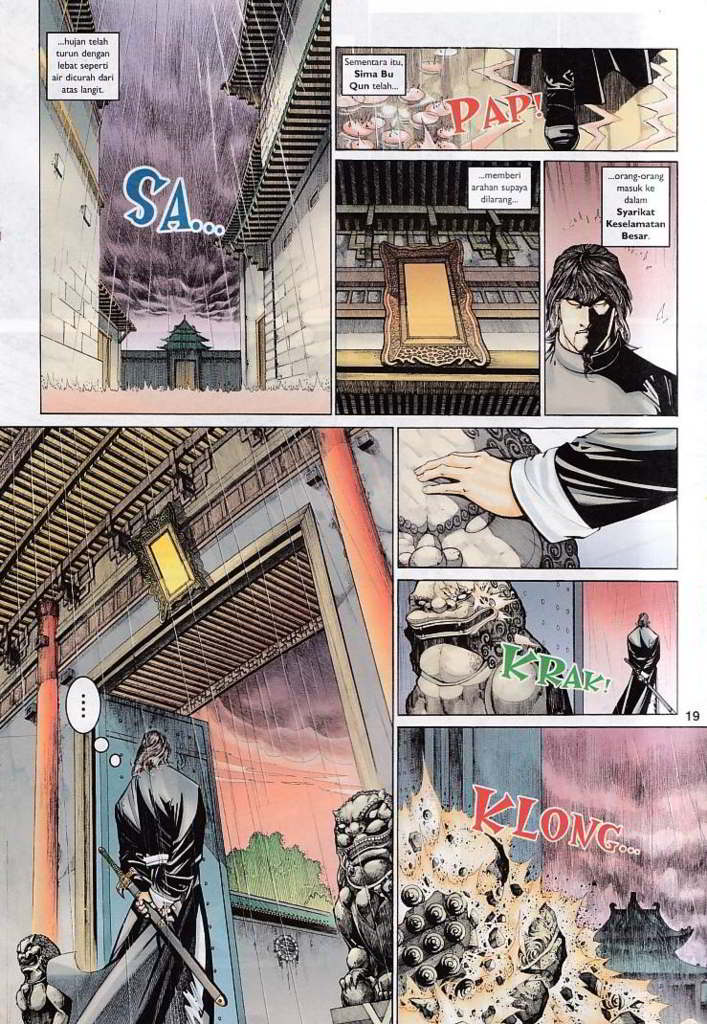 ...hujan telah
turun dengan
lebat seperti
air dicurah dari
atas langit.
SA...
Sementara itu,
Sima Bu
Qun telah...
PAP!
...memberi
arahan supaya
dilarang...
...orang-orang
masuk ke
dalam
Syarikat
Keselamatan
Besar.
...
KRAK!
19
KLONG...